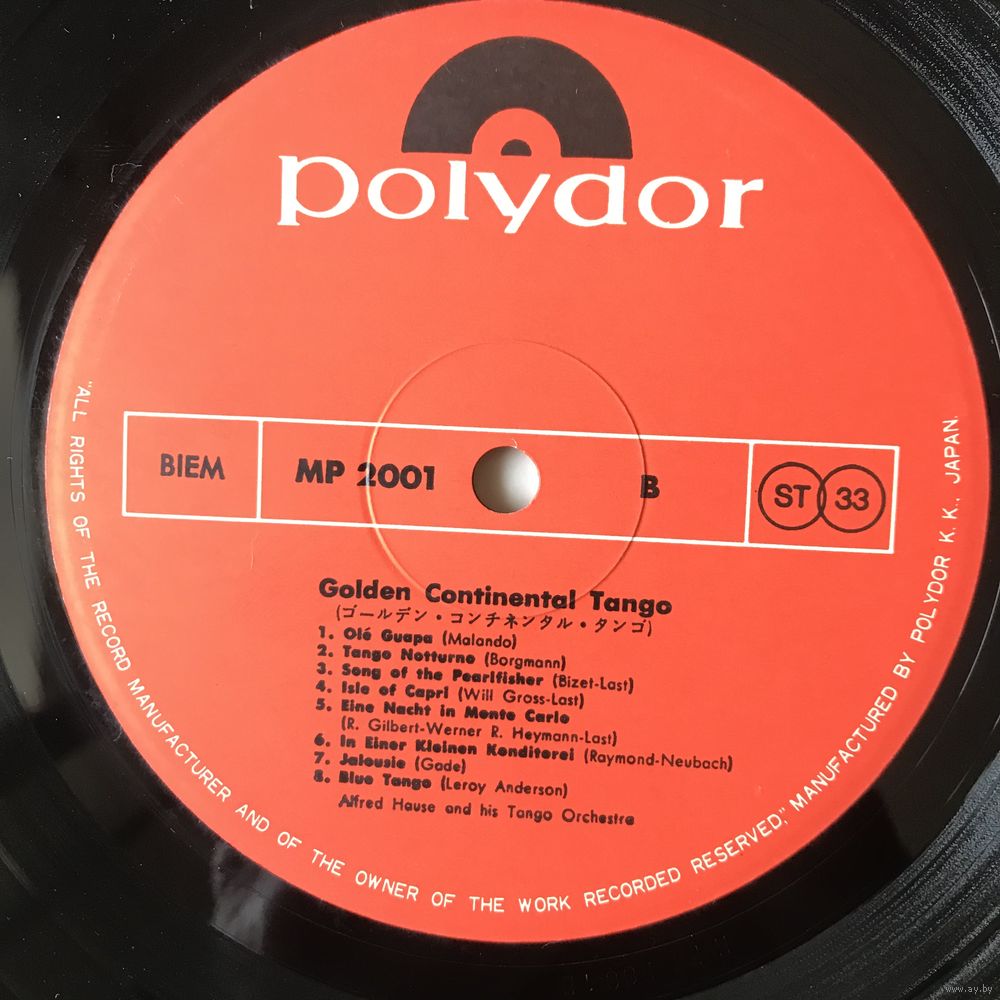 polydor
BIEM
MP 2001
B
ST 33
Golden Continental Tango
(ゴールデン・コンチネンタル・タンゴ)
1. Olé Guapa (Malando)
2. Tango Notturno (Borgmann)
3. Song of the Pearlfisher (Bizet-Last)
4. Isle of Capri (Will Gross-Last)
5. Eine Nacht in Monte Carlo
(R. Gilbert-Werner R. Heymann-Last)
6. In Einer Kleinen Konditorei (Raymond-Neubach)
7. Jalousie (Gade)
8. Blue Tango (Leroy Anderson)
Alfred Hause and his Tango Orchestra
"ALL RIGHTS OF THE RECORD MANUFACTURER AND OF THE OWNER OF THE WORK RECORDED RESERVED," MANUFACTURED BY POLYDOR K. K., JAPAN.
www.ay.by